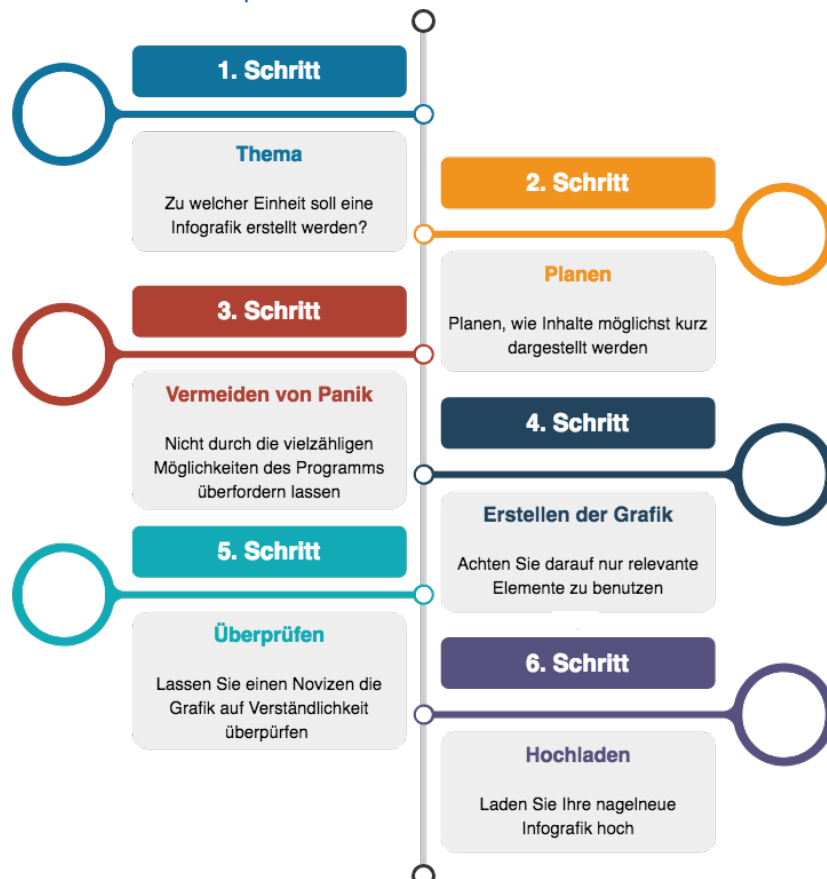 1. Schritt
Thema
Zu welcher Einheit soll eine
Infografik erstellt werden?
2. Schritt
Planen
Planen, wie Inhalte möglichst kurz
dargestellt werden
3. Schritt
Vermeiden von Panik
Nicht durch die vielzähligen
Möglichkeiten des Programms
überfordern lassen
4. Schritt
Erstellen der Grafik
Achten Sie darauf nur relevante
Elemente zu benutzen
5. Schritt
Überprüfen
Lassen Sie einen Novizen die
Grafik auf Verständlichkeit
überpürfen
6. Schritt
Hochladen
Laden Sie Ihre nagelneue
Infografik hoch